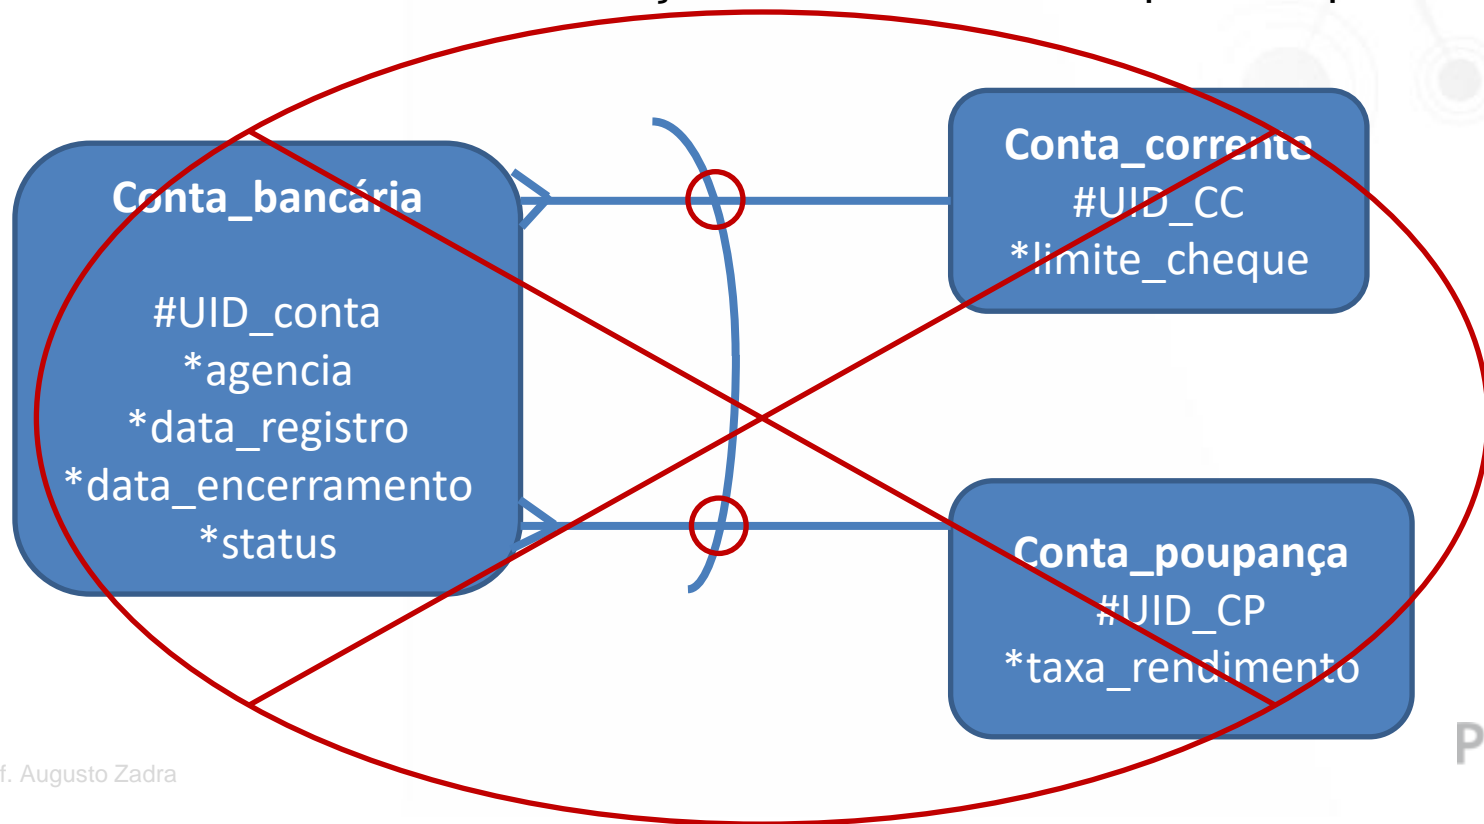 Conta_bancária
#UID_conta
*agencia
*data_registro
*data_encerramento
*status
Conta_corrente
#UID_CC
*limite_cheque
Conta_poupança
#UID_CP
*taxa_rendimento
f. Augusto Zadra
P